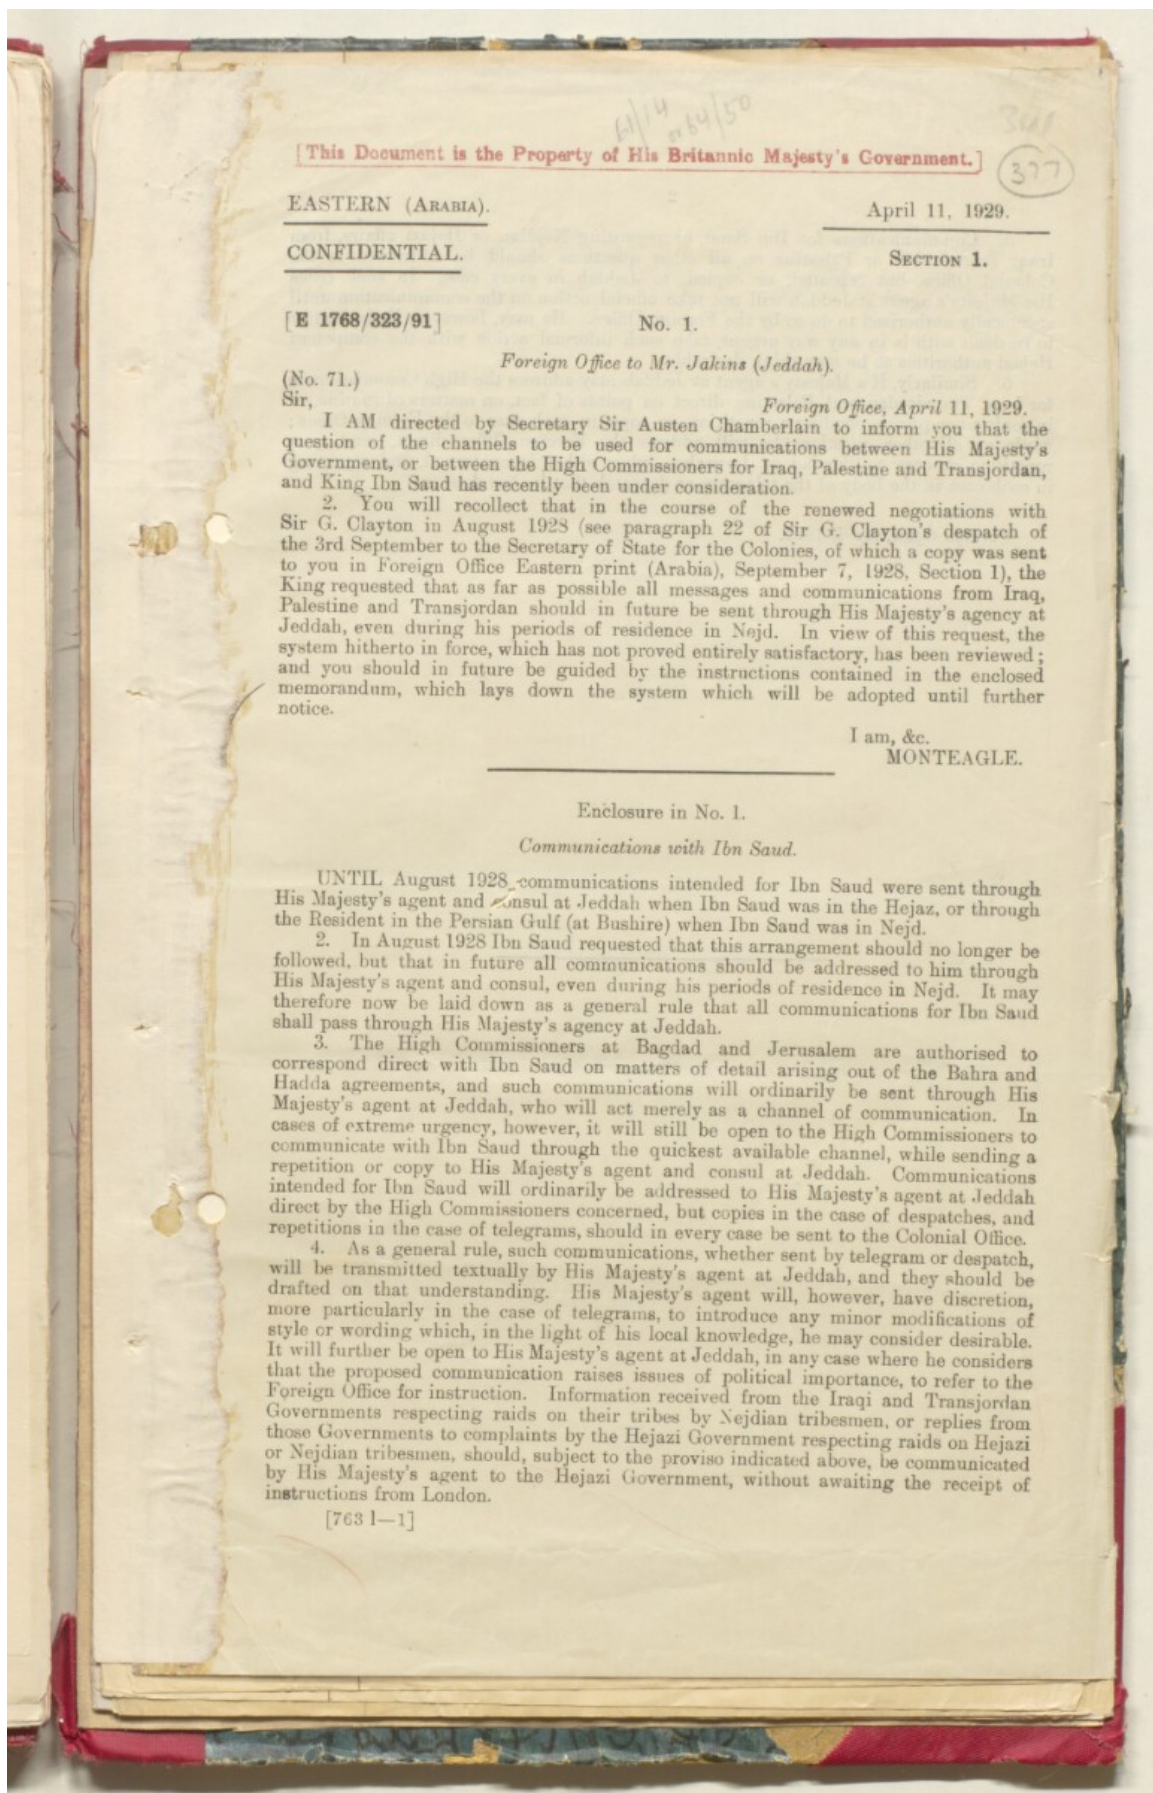 61/14 or 64/50
[This Document is the Property of His Britannic Majesty's Government.]
377
EASTERN (ARABIA).
April 11, 1929.
CONFIDENTIAL.
SECTION 1.
[E 1768/323/91]
No. 1.
Foreign Office to Mr. Jakins (Jeddah).
(No. 71.)
Sir,
Foreign Office, April 11, 1929.
I AM directed by Secretary Sir Austen Chamberlain to inform you that the
question of the channels to be used for communications between His Majesty's
Government, or between the High Commissioners for Iraq, Palestine and Transjordan,
and King Ibn Saud has recently been under consideration.
2. You will recollect that in the course of the renewed negotiations with
Sir G. Clayton in August 1928 (see paragraph 22 of Sir G. Clayton's despatch of
the 3rd September to the Secretary of State for the Colonies, of which a copy was sent
to you in Foreign Office Eastern print (Arabia), September 7, 1928, Section 1), the
King requested that as far as possible all messages and communications from Iraq,
Palestine and Transjordan should in future be sent through His Majesty's agency at
Jeddah, even during his periods of residence in Nejd. In view of this request, the
system hitherto in force, which has not proved entirely satisfactory, has been reviewed;
and you should in future be guided by the instructions contained in the enclosed
memorandum, which lays down the system which will be adopted until further
notice.
I am, &c.
MONTEAGLE.
Enclosure in No. 1.
Communications with Ibn Saud.
UNTIL August 1928 communications intended for Ibn Saud were sent through
His Majesty's agent and consul at Jeddah when Ibn Saud was in the Hejaz, or through
the Resident in the Persian Gulf (at Bushire) when Ibn Saud was in Nejd.
2. In August 1928 Ibn Saud requested that this arrangement should no longer be
followed, but that in future all communications should be addressed to him through
His Majesty's agent and consul, even during his periods of residence in Nejd. It may
therefore now be laid down as a general rule that all communications for Ibn Saud
shall pass through His Majesty's agency at Jeddah.
3. The High Commissioners at Bagdad and Jerusalem are authorised to
correspond direct with Ibn Saud on matters of detail arising out of the Bahra and
Hadda agreements, and such communications will ordinarily be sent through His
Majesty's agent at Jeddah, who will act merely as a channel of communication. In
cases of extreme urgency, however, it will still be open to the High Commissioners to
communicate with Ibn Saud through the quickest available channel, while sending a
repetition or copy to His Majesty's agent and consul at Jeddah. Communications
intended for Ibn Saud will ordinarily be addressed to His Majesty's agent at Jeddah
direct by the High Commissioners concerned, but copies in the case of despatches, and
repetitions in the case of telegrams, should in every case be sent to the Colonial Office.
4. As a general rule, such communications, whether sent by telegram or despatch,
will be transmitted textually by His Majesty's agent at Jeddah, and they should be
drafted on that understanding. His Majesty's agent will, however, have discretion,
more particularly in the case of telegrams, to introduce any minor modifications of
style or wording which, in the light of his local knowledge, he may consider desirable.
It will further be open to His Majesty's agent at Jeddah, in any case where he considers
that the proposed communication raises issues of political importance, to refer to the
Foreign Office for instruction. Information received from the Iraqi and Transjordan
Governments respecting raids on their tribes by Nejdian tribesmen, or replies from
those Governments to complaints by the Hejazi Government respecting raids on Hejazi
or Nejdian tribesmen, should, subject to the proviso indicated above, be communicated
by His Majesty's agent to the Hejazi Government, without awaiting the receipt of
instructions from London.
[763 l—1]